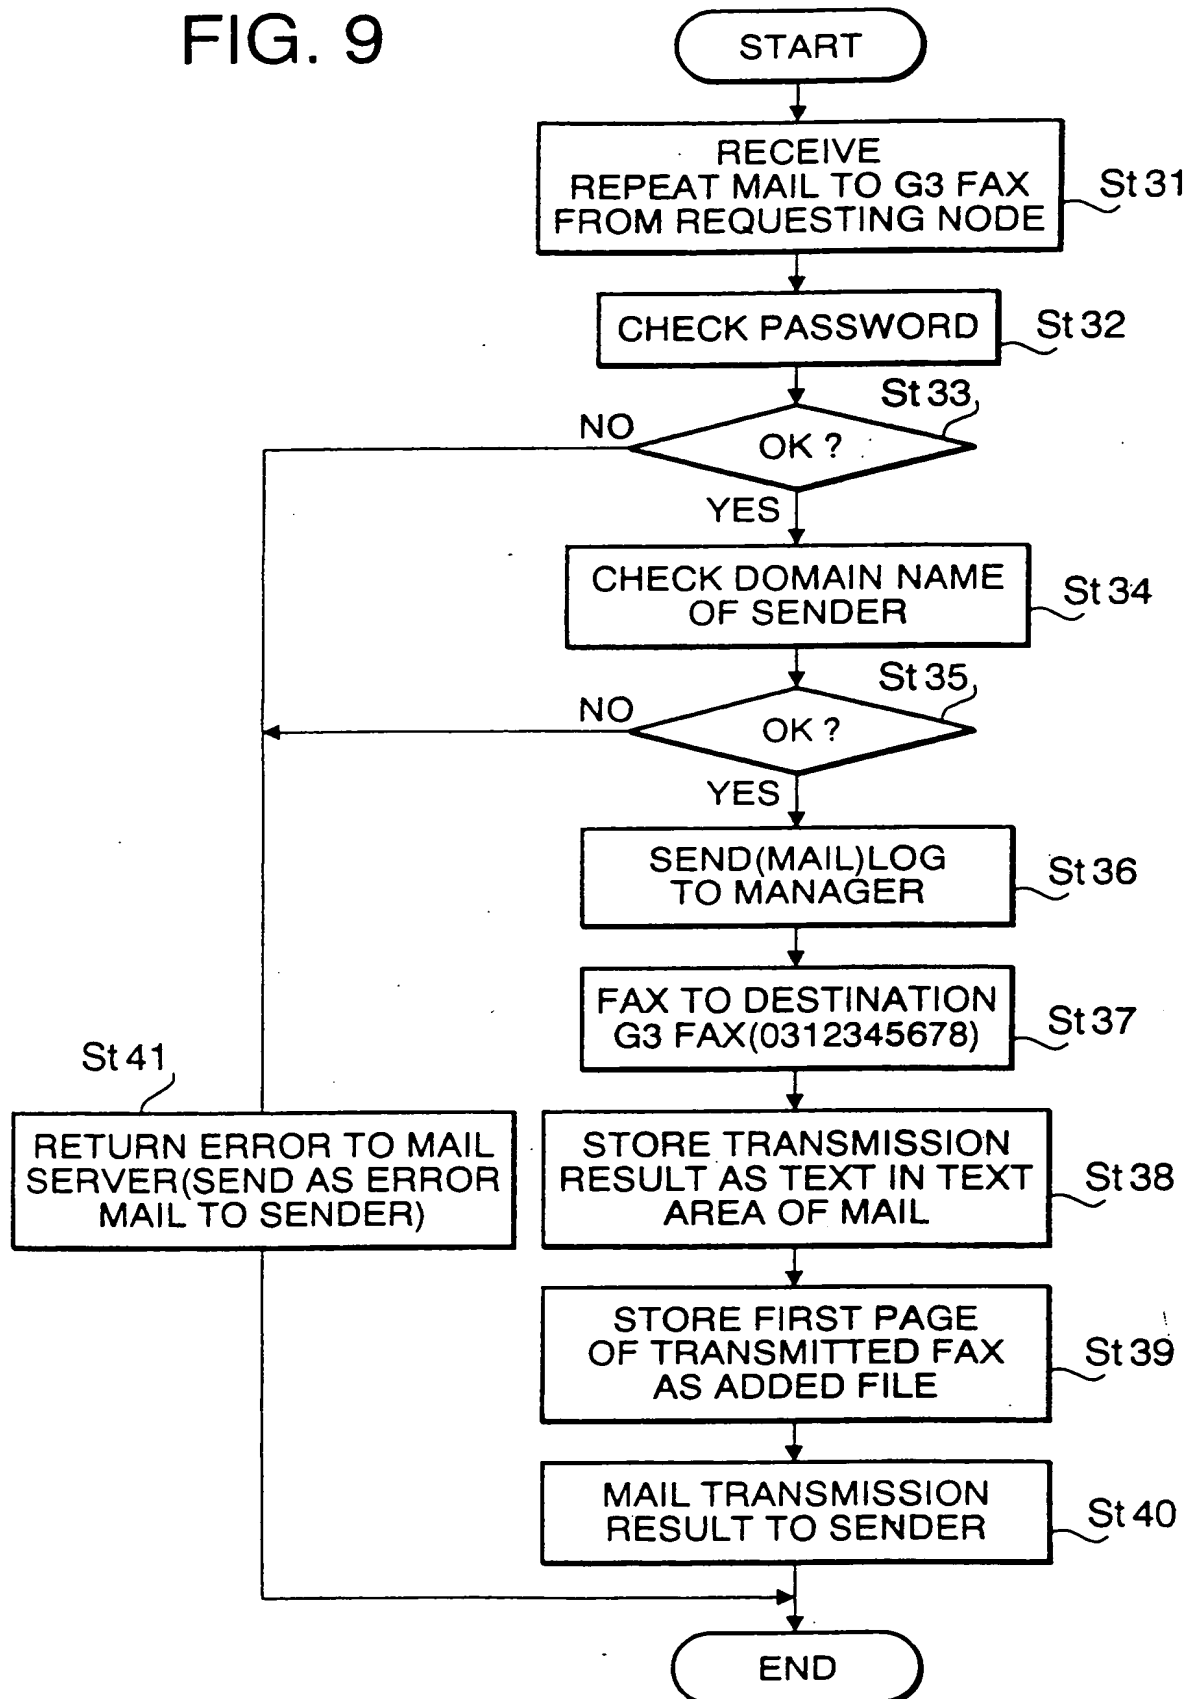 FIG. 9
START
RECEIVE
REPEAT MAIL TO G3 FAX
FROM REQUESTING NODE
St31
CHECK PASSWORD
St32
St33
OK ?
NO
YES
CHECK DOMAIN NAME
OF SENDER
St34
St35
OK ?
NO
YES
SEND(MAIL)LOG
TO MANAGER
St36
FAX TO DESTINATION
G3 FAX(0312345678)
St37
St41
RETURN ERROR TO MAIL
SERVER(SEND AS ERROR
MAIL TO SENDER)
STORE TRANSMISSION
RESULT AS TEXT IN TEXT
AREA OF MAIL
St38
STORE FIRST PAGE
OF TRANSMITTED FAX
AS ADDED FILE
St39
MAIL TRANSMISSION
RESULT TO SENDER
St40
END